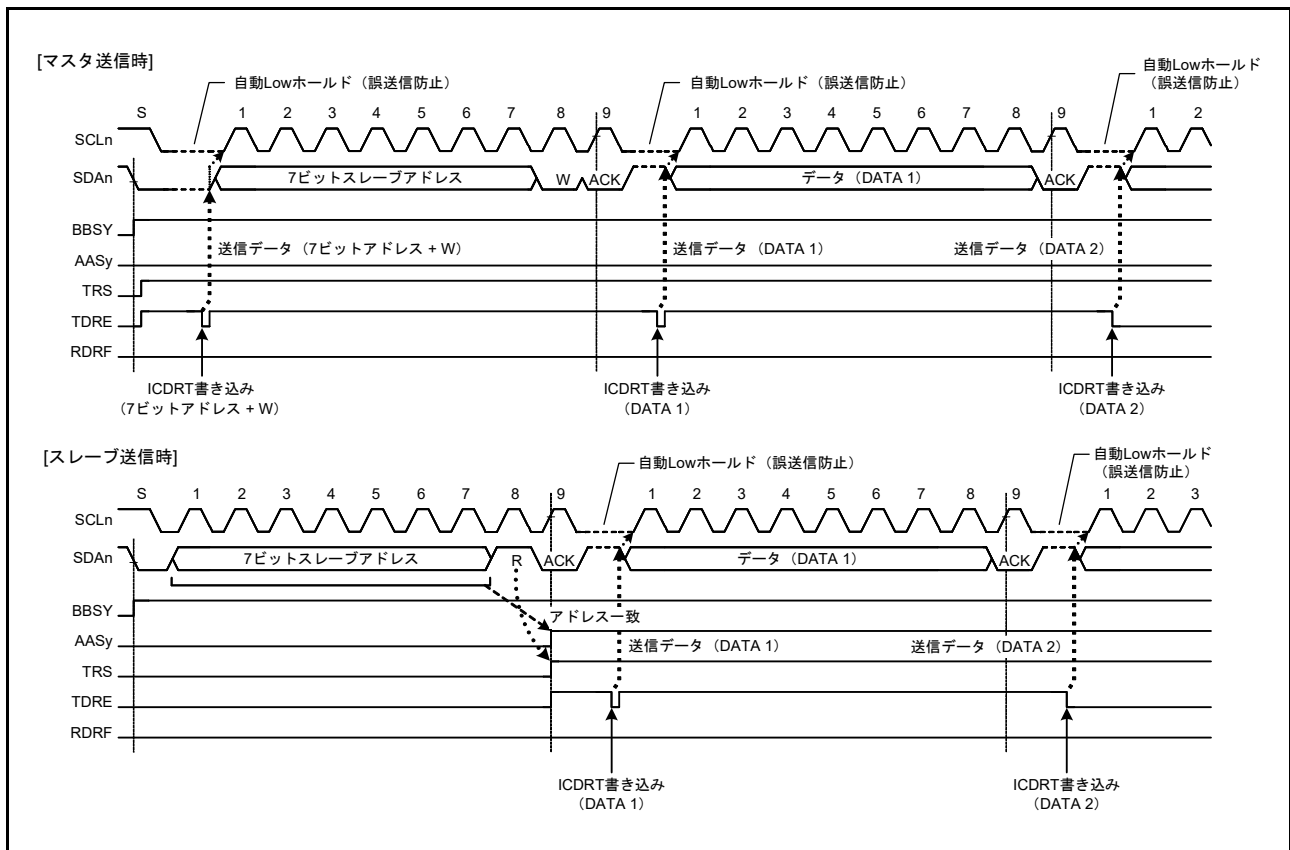 [マスタ送信時]
自動Lowホールド（誤送信防止）
自動Lowホールド（誤送信防止）
自動Lowホールド
（誤送信防止）
S 1 2 3 4 5 6 7 8 9 1 2 3 4 5 6 7 8 9 1 2
SCLn
SDAn 7ビットスレーブアドレス W ACK データ（DATA 1） ACK
BBSY
送信データ（7ビットアドレス + W） 送信データ（DATA 1） 送信データ（DATA 2）
AASy
TRS
TDRE
RDRF
ICDRT書き込み
（7ビットアドレス + W）
ICDRT書き込み
（DATA 1）
ICDRT書き込み
（DATA 2）
[スレーブ送信時]
自動Lowホールド（誤送信防止）
自動Lowホールド
（誤送信防止）
S 1 2 3 4 5 6 7 8 9 1 2 3 4 5 6 7 8 9 1 2 3
SCLn
SDAn 7ビットスレーブアドレス R ACK データ（DATA 1） ACK
BBSY
アドレス一致
AASy
送信データ（DATA 1） 送信データ（DATA 2）
TRS
TDRE
RDRF
ICDRT書き込み
（DATA 1）
ICDRT書き込み
（DATA 2）